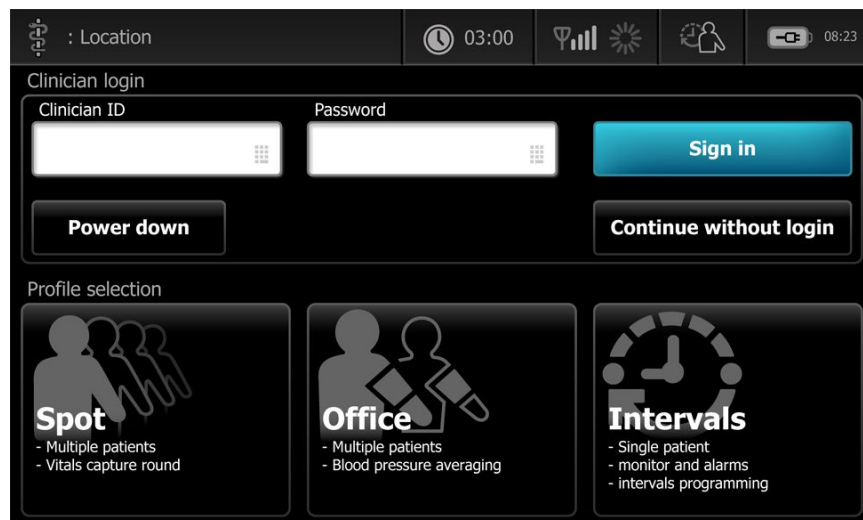 : Location
03:00
08:23
Clinician login
Clinician ID
Password
Sign in
Power down
Continue without login
Profile selection
Spot
- Multiple patients
- Vitals capture round
Office
- Multiple patients
- Blood pressure averaging
Intervals
- Single patient
- monitor and alarms
- intervals programming